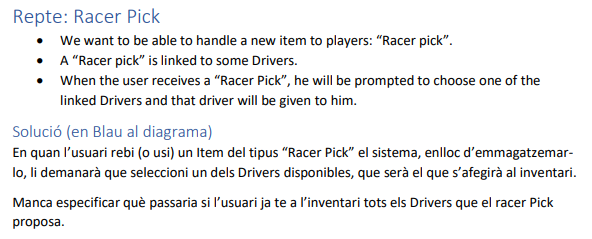 Repte: Racer Pick
• We want to be able to handle a new item to players: “Racer pick”.
• A “Racer pick” is linked to some Drivers.
• When the user receives a “Racer Pick”, he will be prompted to choose one of the
linked Drivers and that driver will be given to him.
Solució (en Blau al diagrama)
En quan l’usuari rebi (o usi) un Item del tipus “Racer Pick” el sistema, enlloc d’emmagatzemar-
lo, li demanarà que seleccioni un dels Drivers disponibles, que serà el que s’afegirà al inventari.
Manca especificar què passaria si l’usuari ja te a l’inventari tots els Drivers que el racer Pick
proposa.